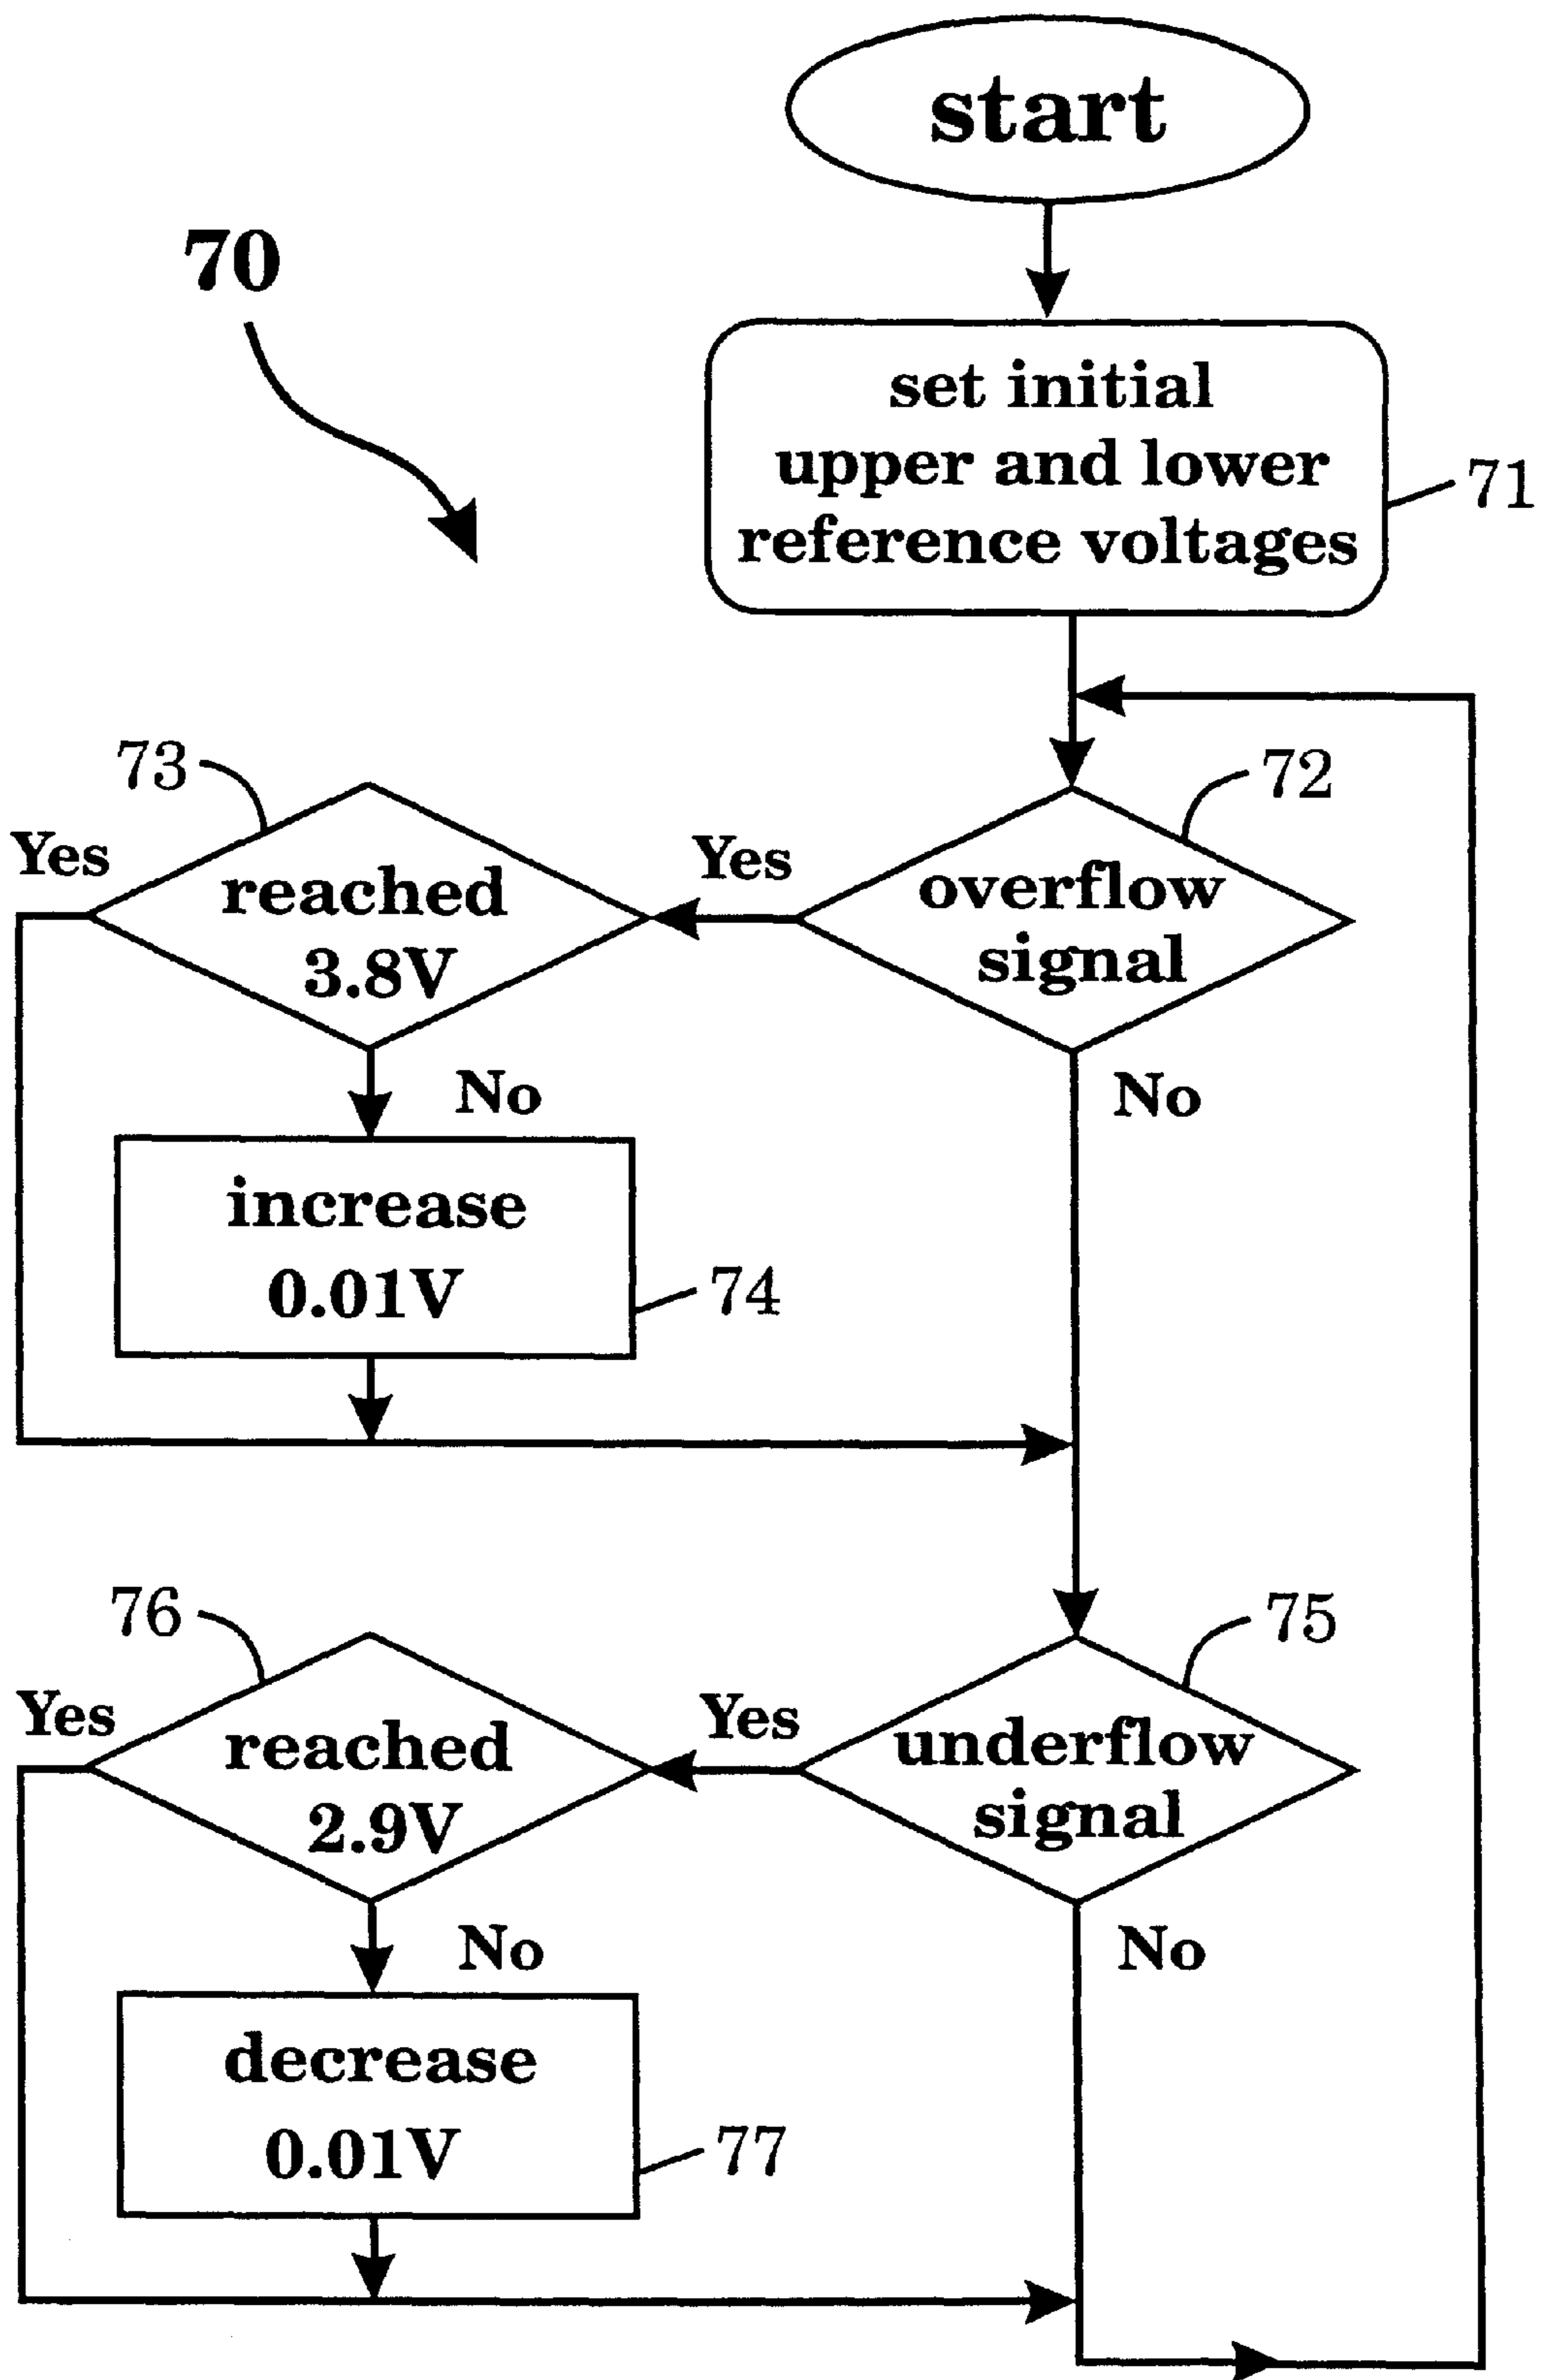 start
70
set initial
upper and lower
reference voltages
71
73
72
Yes
reached
3.8V
Yes
overflow
signal
No
No
increase
0.01V
74
76
75
Yes
reached
2.9V
Yes
underflow
signal
No
No
decrease
0.01V
77